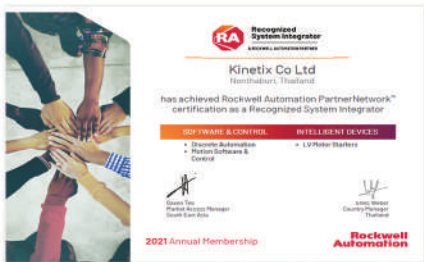 RA
Recognized
System Integrator
A ROCKWELL AUTOMATION PARTNER
Kinetix Co Ltd
Nonthaburi, Thailand
has achieved Rockwell Automation PartnerNetwork™
certification as a Recognized System Integrator
SOFTWARE & CONTROL
• Discrete Automation
• Motion Software &
Control
INTELLIGENT DEVICES
• LV Motor Starters
Market Access Manager
South East Asia
Country Manager
Thailand
2021 Annual Membership
Rockwell
Automation